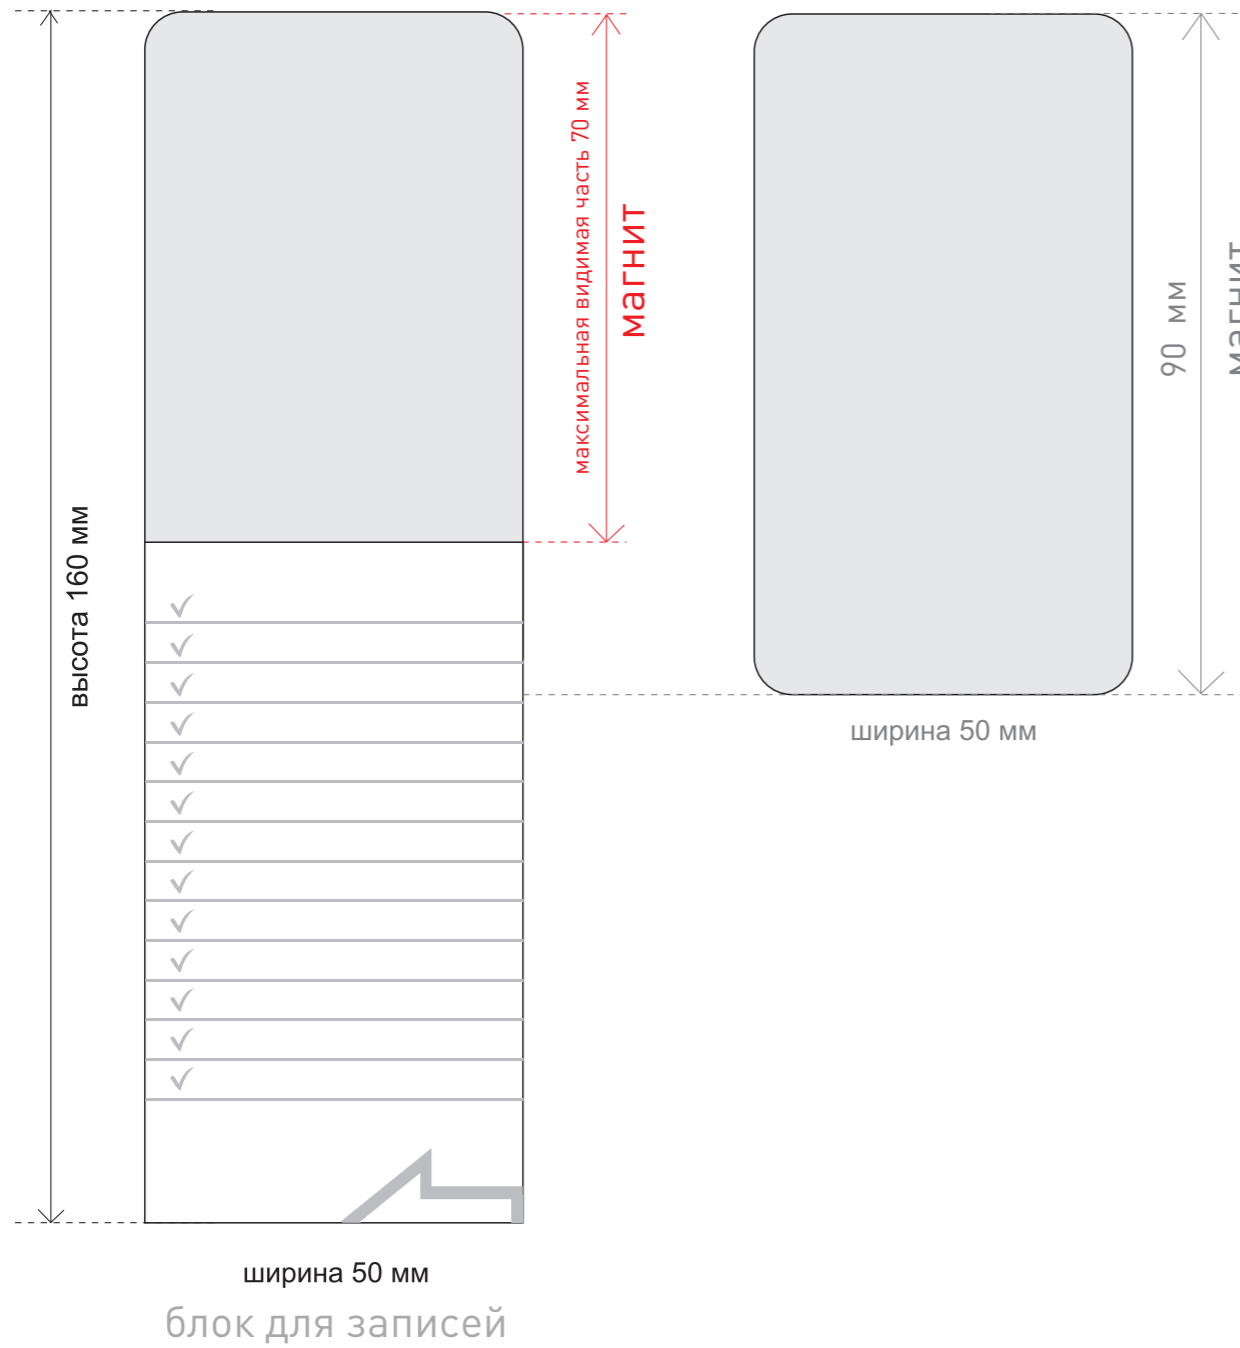 высота 160 мм
максимальная видимая часть 70 мм
магнит
90 мм
магнит
ширина 50 мм
ширина 50 мм
блок для записей